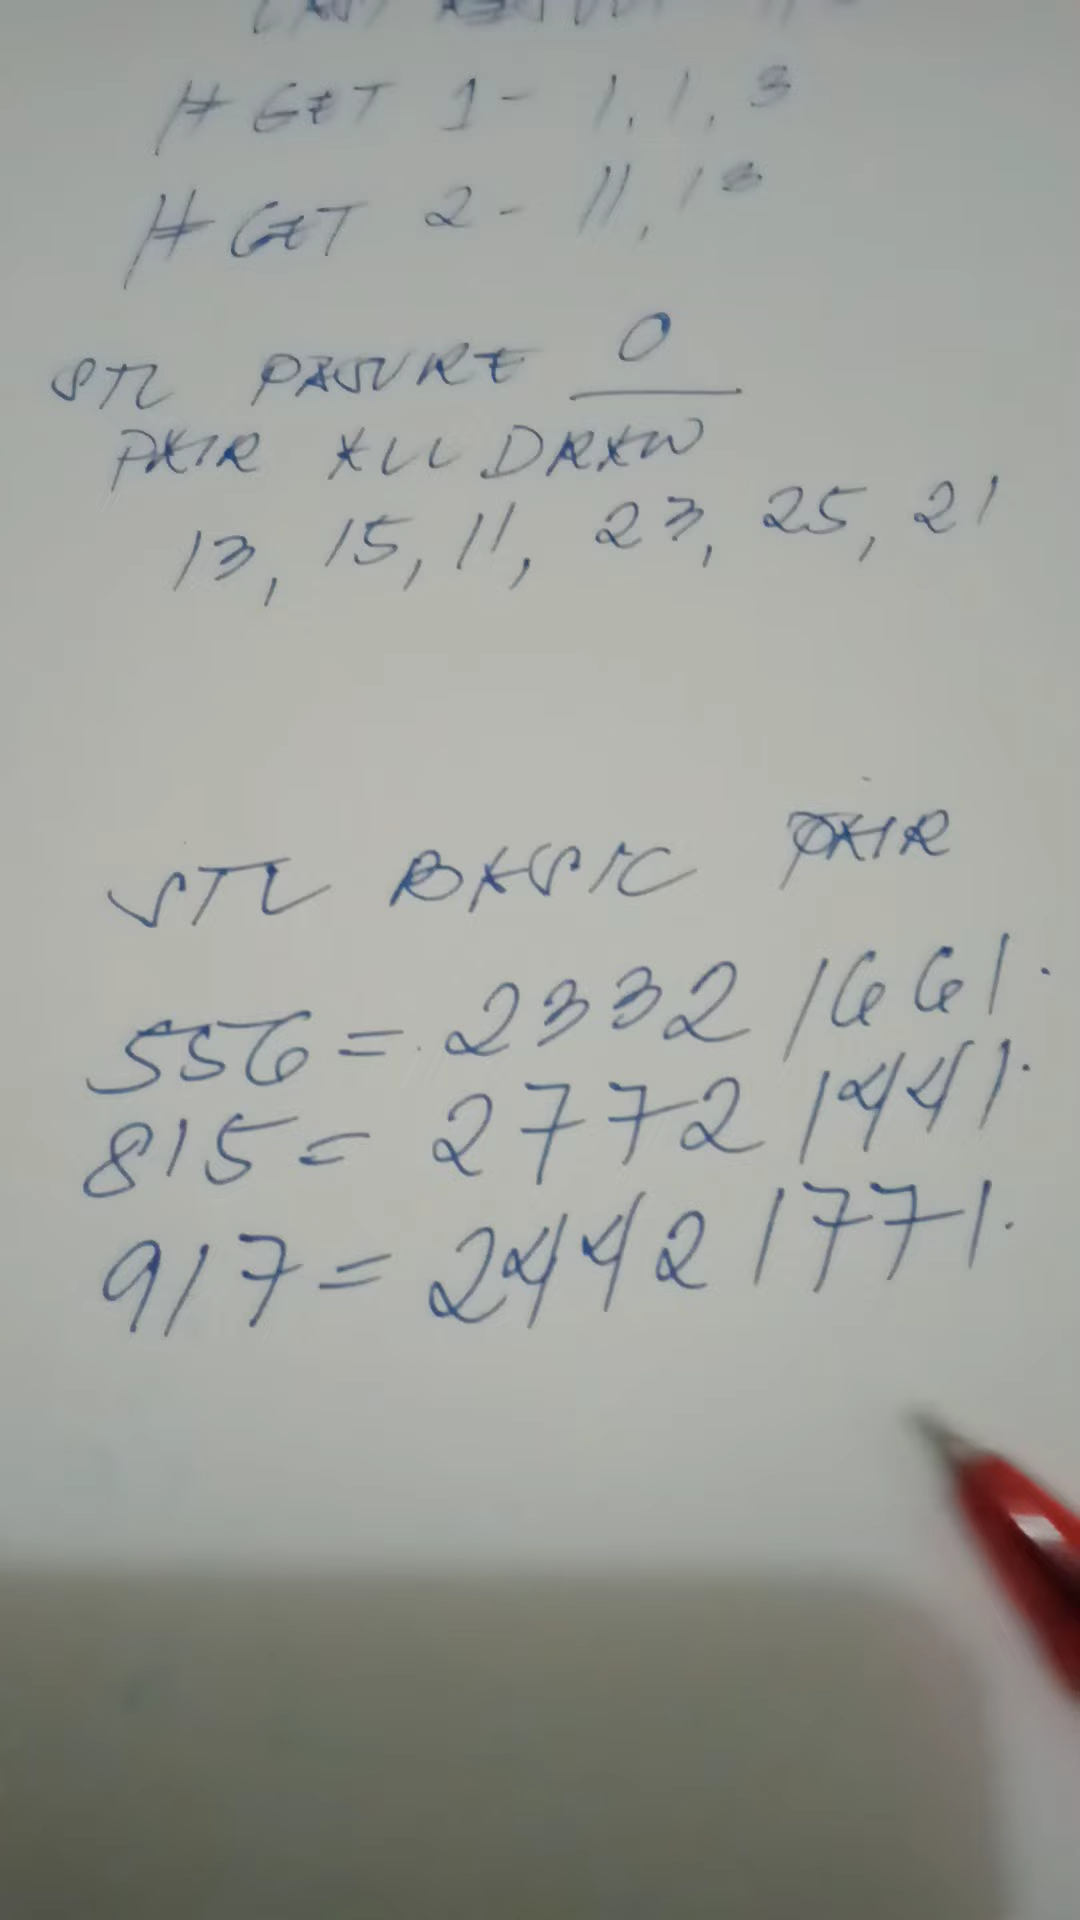 # GET 1 - 1, 1, 3
# GET 2 - 11, 13
STL PASURE 0
PAIR ALL DRAW
13, 15, 11, 23, 25, 21
STL BASIC PAIR
556 = 2332 1661.
815 = 2772 1441.
917 = 2442 1771.